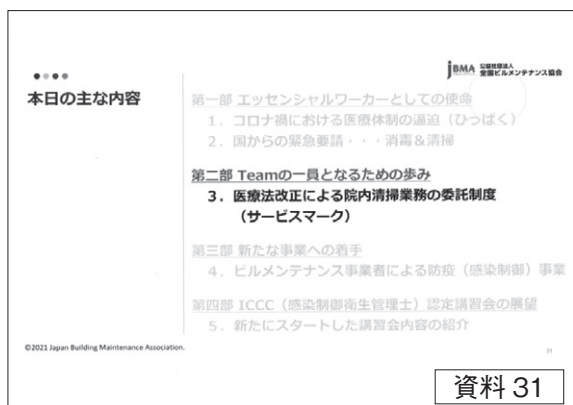 JBMA 公益社団法人
全国ビルメンテナンス協会
本日の主な内容
第一部 エッセンシャルワーカーとしての使命
1. コロナ禍における医療体制の逼迫（ひっぱく）
2. 国からの緊急要請・・・消毒&清掃
第二部 Teamの一員となるための歩み
3. 医療法改正による院内清掃業務の委託制度
（サービスマーク）
第三部 新たな事業への着手
4. ビルメンテナンス事業者による防疫（感染制御）事業
第四部 ICCC（感染制御衛生管理士）認定講習会の展望
5. 新たにスタートした講習会内容の紹介
©2021 Japan Building Maintenance Association.
31
資料 31